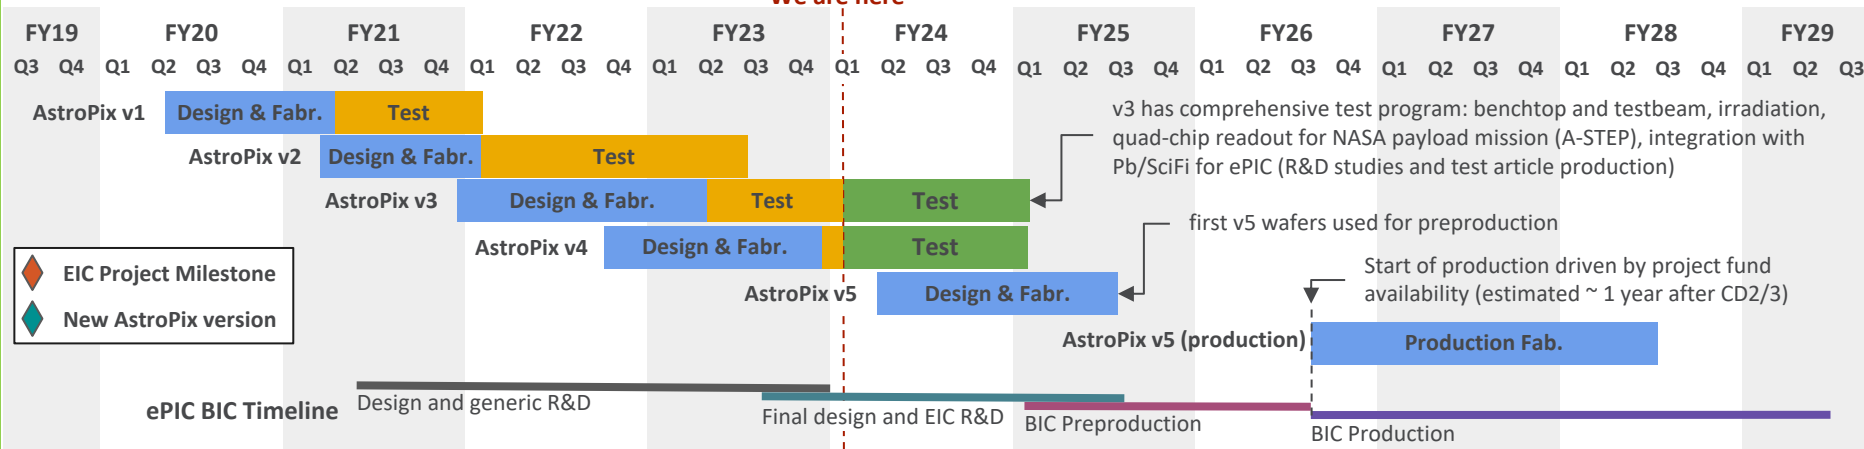 We are here
FY19 FY20 FY21 FY22 FY23 FY24 FY25 FY26 FY27 FY28 FY29
Q3 Q4 Q1 Q2 Q3 Q4 Q1 Q2 Q3 Q4 Q1 Q2 Q3 Q4 Q1 Q2 Q3 Q4 Q1 Q2 Q3 Q4 Q1 Q2 Q3 Q4 Q1 Q2 Q3 Q4 Q1 Q2 Q3 Q4 Q1 Q2 Q3 Q4 Q1 Q2 Q3
AstroPix v1 Design & Fabr. Test
v3 has comprehensive test program: benchtop and testbeam, irradiation,
quad-chip readout for NASA payload mission (A-STEP), integration with
Pb/SciFi for ePIC (R&D studies and test article production)
AstroPix v2 Design & Fabr. Test
AstroPix v3 Design & Fabr. Test Test
first v5 wafers used for preproduction
AstroPix v4 Design & Fabr. Test
EIC Project Milestone
New AstroPix version
AstroPix v5 Design & Fabr.
Start of production driven by project fund
availability (estimated ~ 1 year after CD2/3)
AstroPix v5 (production) Production Fab.
ePIC BIC Timeline
Design and generic R&D
Final design and EIC R&D
BIC Preproduction
BIC Production